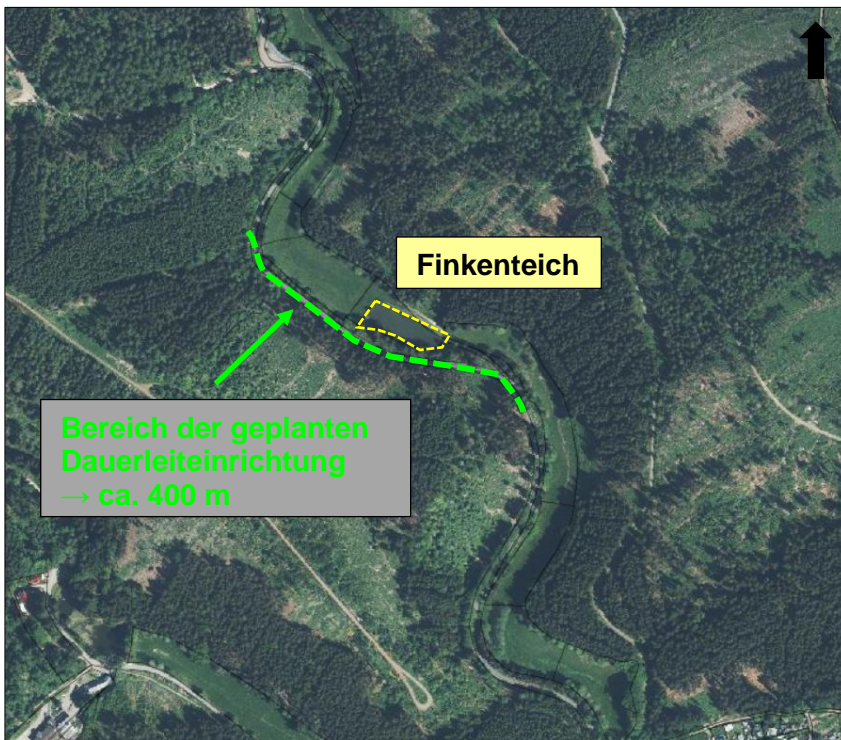 Finkenteich
Bereich der geplanten
Dauerleiteinrichtung
→ ca. 400 m